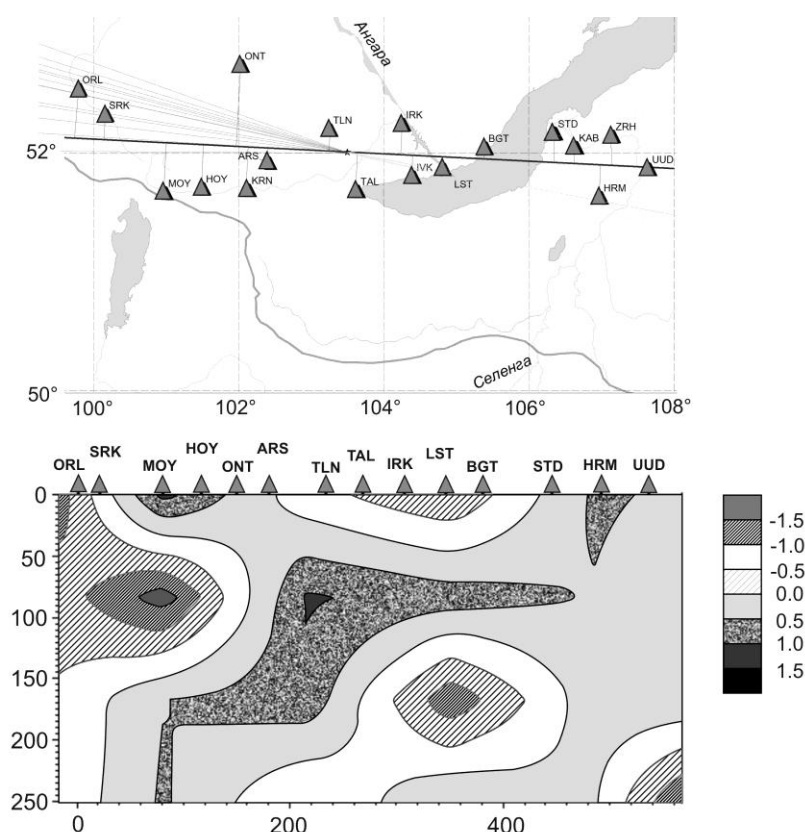 Ангара
ONT
ORL
SRK
TLN
IRK
STD
ZRH
BGT
KAB
52°
ARS
UUD
IVK
LST
MOY
HOY
KRN
TAL
HRM
Селенга
50°
100° 102° 104° 106° 108°
ORL SRK MOY HOY ONT ARS TLN TAL IRK LST BGT STD HRM UUD
0
50
100
150
200
250
0 200 400
-1.5
-1.0
-0.5
0.0
0.5
1.0
1.5